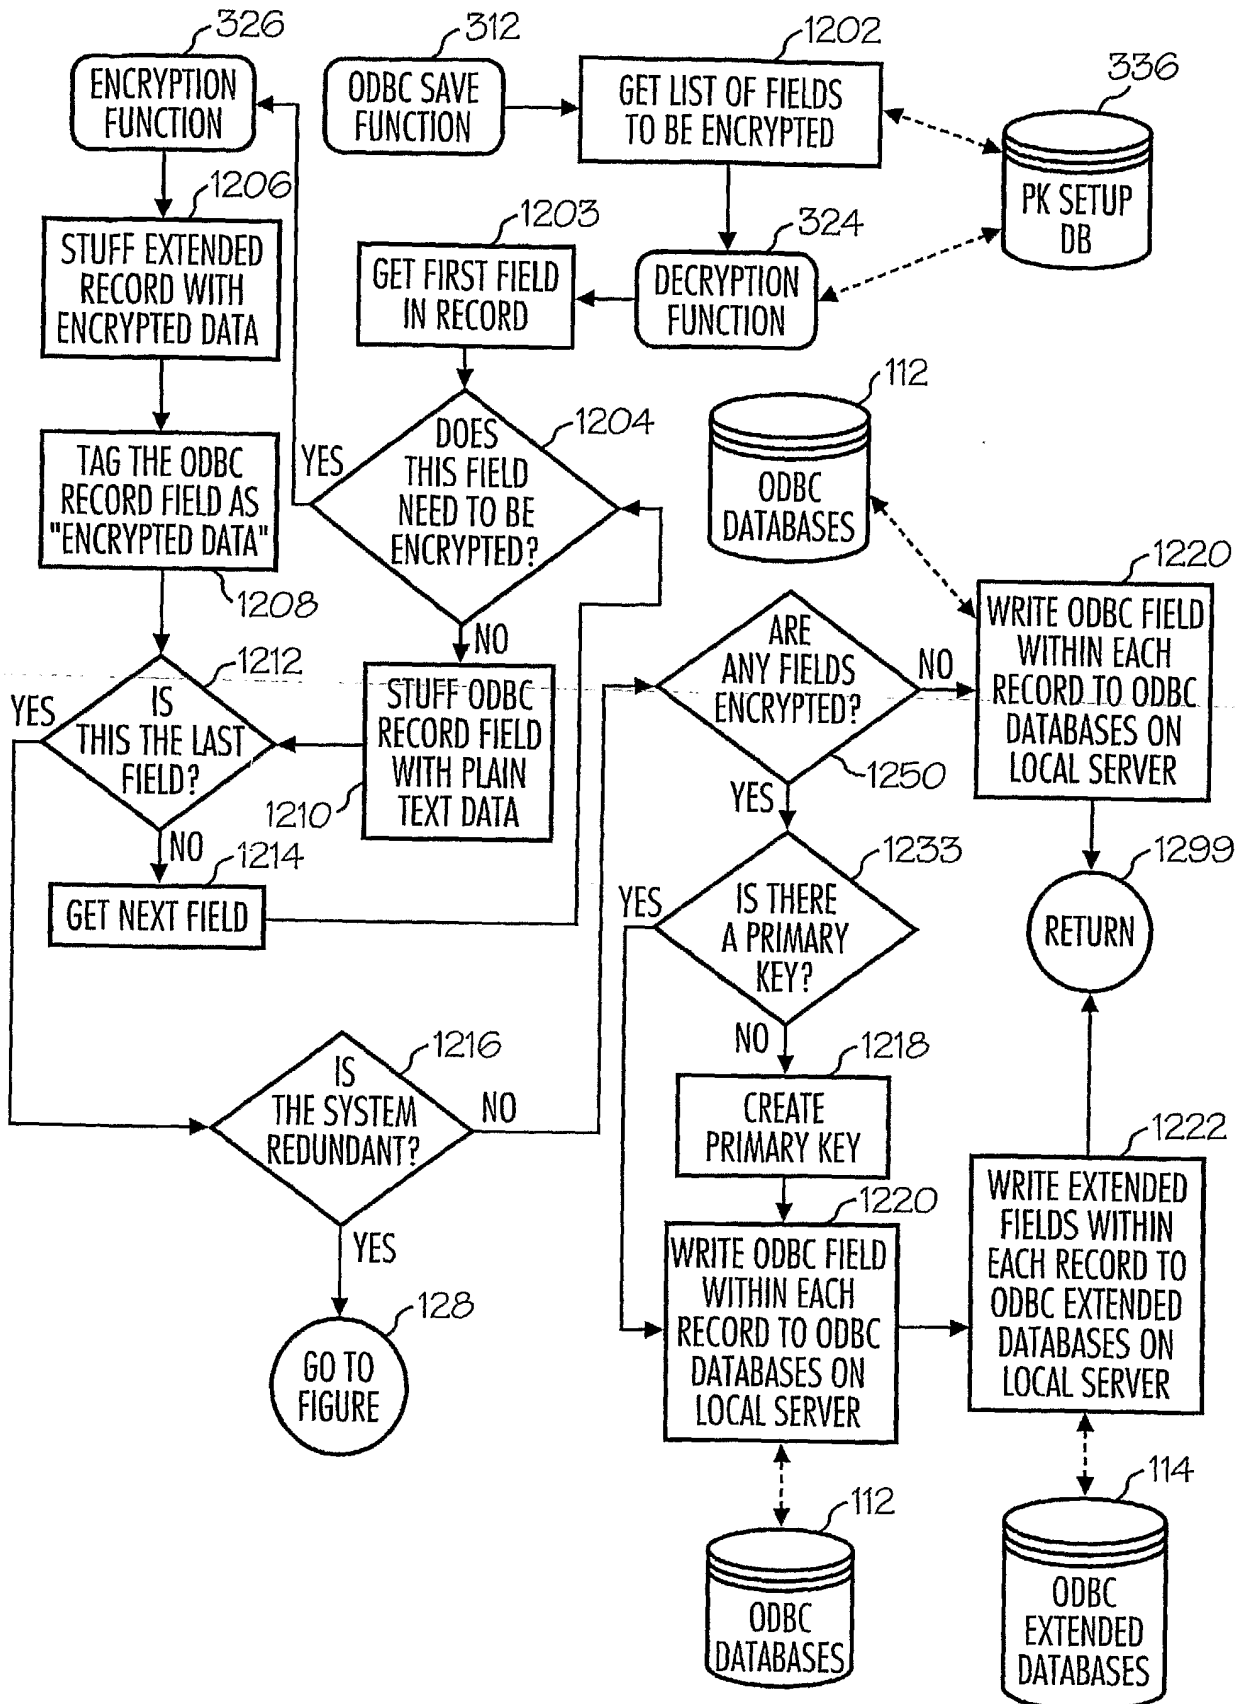 326
ENCRYPTION
FUNCTION
312
ODBC SAVE
FUNCTION
1202
GET LIST OF FIELDS
TO BE ENCRYPTED
336
PK SETUP
DB
1206
STUFF EXTENDED
RECORD WITH
ENCRYPTED DATA
1203
GET FIRST FIELD
IN RECORD
324
DECRYPTION
FUNCTION
112
ODBC
DATABASES
1204
DOES
THIS FIELD
NEED TO BE
ENCRYPTED?
YES
NO
TAG THE ODBC
RECORD FIELD AS
"ENCRYPTED DATA"
1208
1212
IS
THIS THE LAST
FIELD?
YES
NO
STUFF ODBC
RECORD FIELD
WITH PLAIN
TEXT DATA
1210
1214
GET NEXT FIELD
ARE
ANY FIELDS
ENCRYPTED?
NO
YES
1250
1220
WRITE ODBC FIELD
WITHIN EACH
RECORD TO ODBC
DATABASES ON
LOCAL SERVER
1233
IS THERE
A PRIMARY
KEY?
YES
NO
1299
RETURN
1216
IS
THE SYSTEM
REDUNDANT?
NO
YES
1218
CREATE
PRIMARY KEY
1220
WRITE ODBC FIELD
WITHIN EACH
RECORD TO ODBC
DATABASES ON
LOCAL SERVER
1222
WRITE EXTENDED
FIELDS WITHIN
EACH RECORD TO
ODBC EXTENDED
DATABASES ON
LOCAL SERVER
128
GO TO
FIGURE
112
ODBC
DATABASES
114
ODBC
EXTENDED
DATABASES